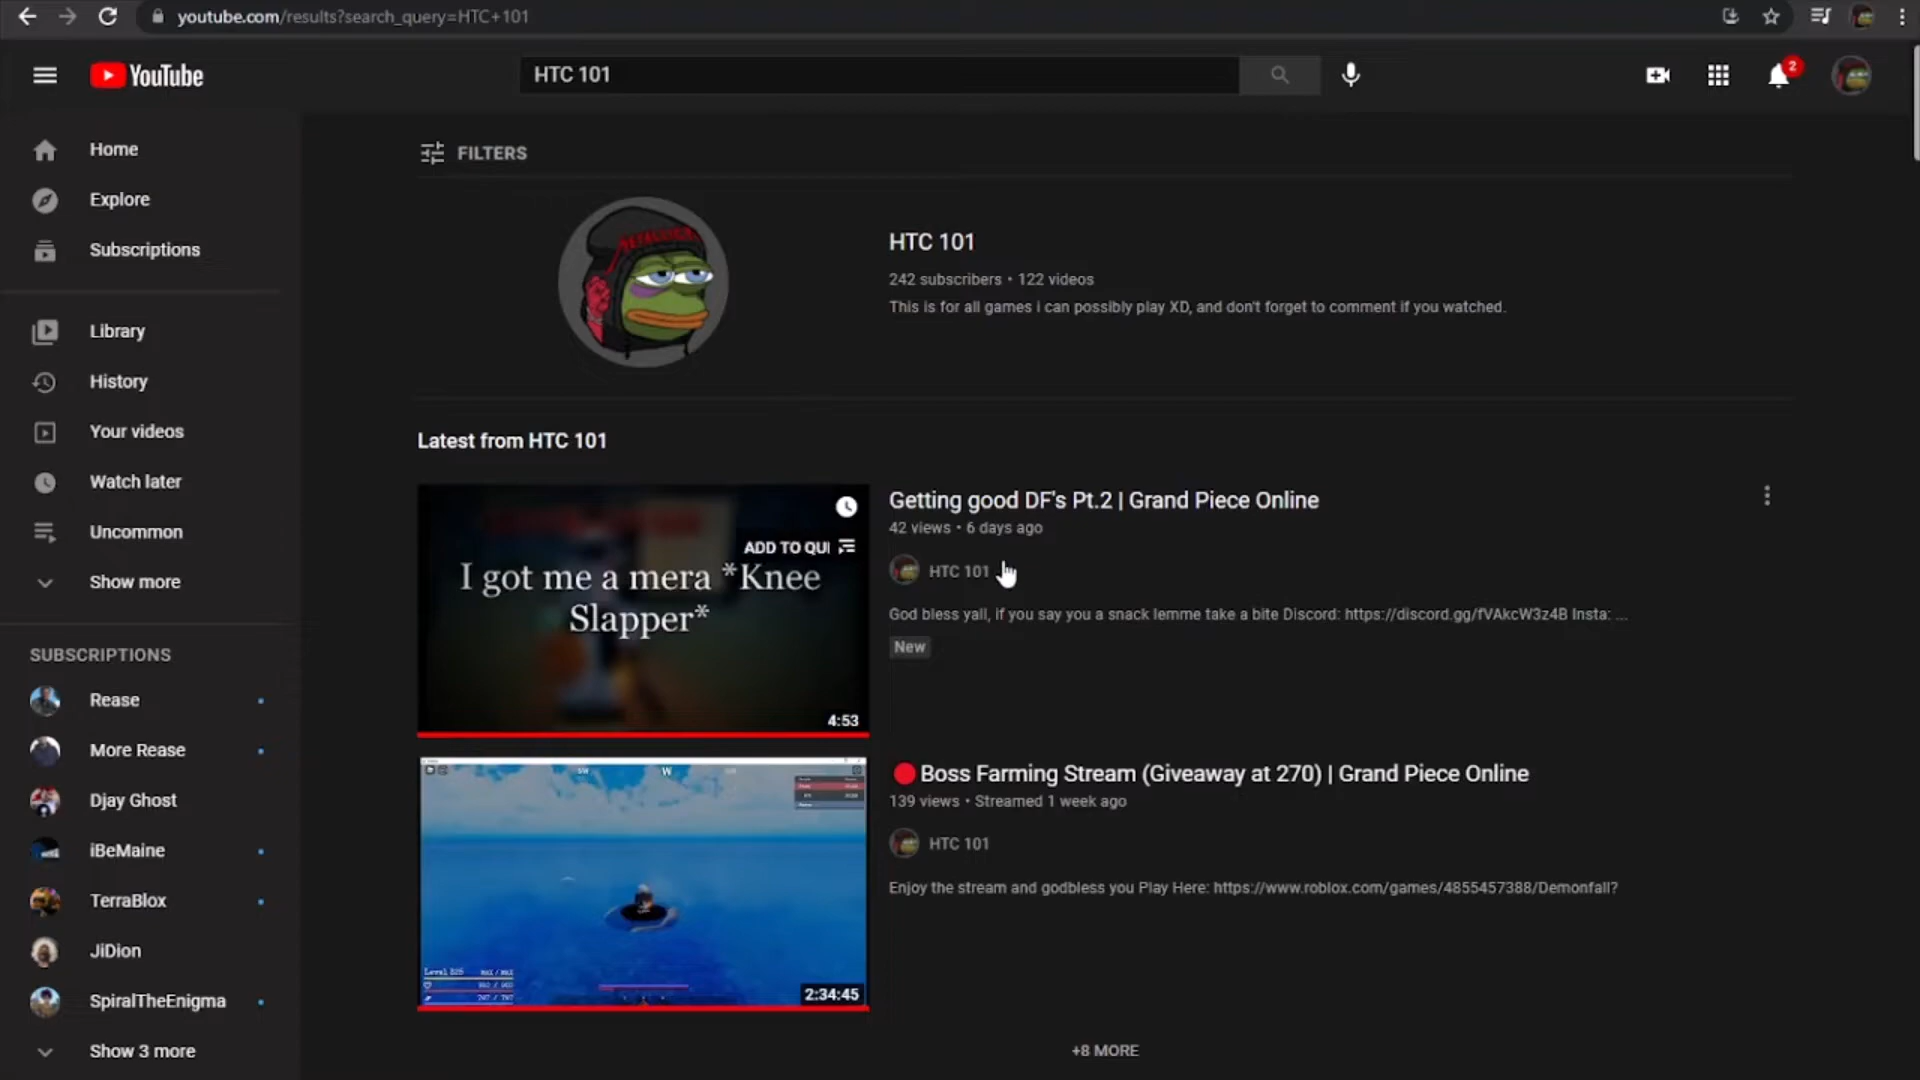 youtube.com/results?search_query=HTC+101
YouTube
HTC 101
2
Home
Explore
Subscriptions
Library
History
Your videos
Watch later
Uncommon
Show more
SUBSCRIPTIONS
Rease
More Rease
Djay Ghost
iBeMaine
TerraBlox
JiDion
SpiralTheEnigma
Show 3 more
FILTERS
METALLICA
HTC 101
242 subscribers • 122 videos
This is for all games i can possibly play XD, and don't forget to comment if you watched.
Latest from HTC 101
ADD TO QU
I got me a mera *Knee
Slapper*
4:53
Getting good DF's Pt.2 | Grand Piece Online
42 views • 6 days ago
HTC 101
God bless yall, if you say you a snack lemme take a bite Discord: https://discord.gg/fVAkcW3z4B Insta: ...
New
W
2:34:45
Boss Farming Stream (Giveaway at 270) | Grand Piece Online
139 views • Streamed 1 week ago
HTC 101
Enjoy the stream and godbless you Play Here: https://www.roblox.com/games/4855457388/Demonfall?
+8 MORE